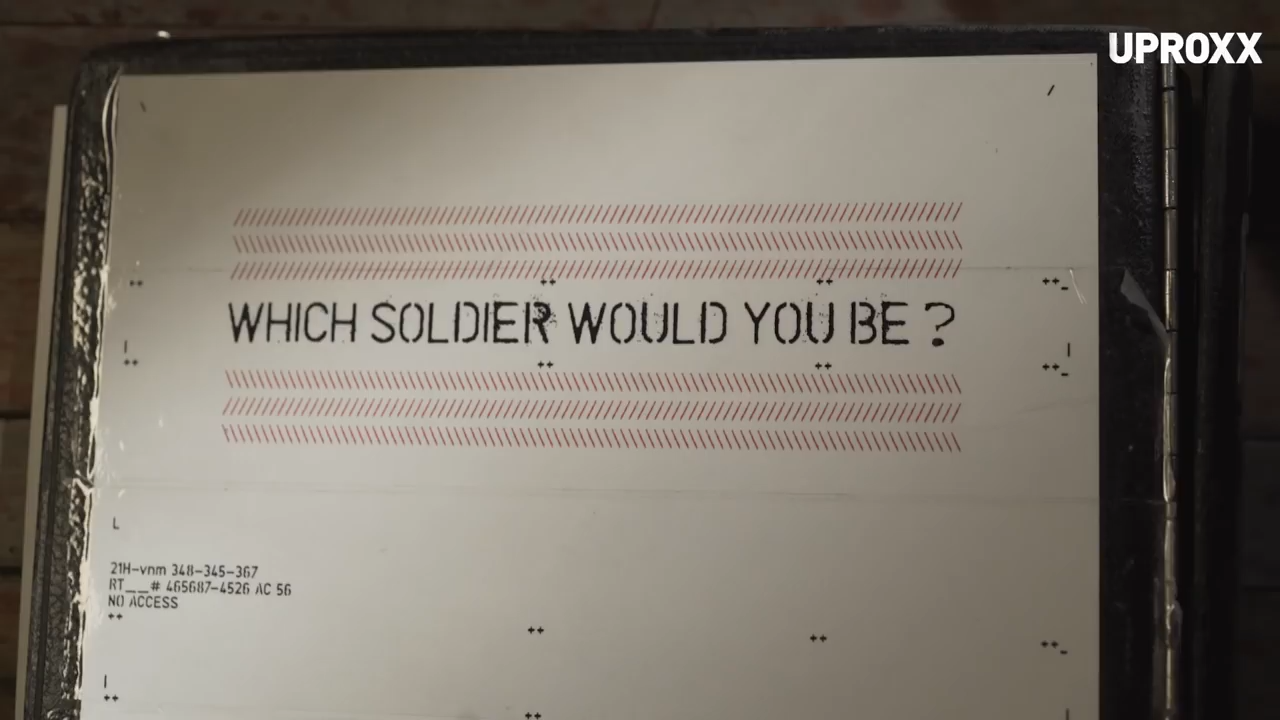 UPROXX
WHICH SOLDIER WOULD YOU BE ?
L
21H-vnm 348-345-367
RT__# 465687-4526 AC 56
NO ACCESS